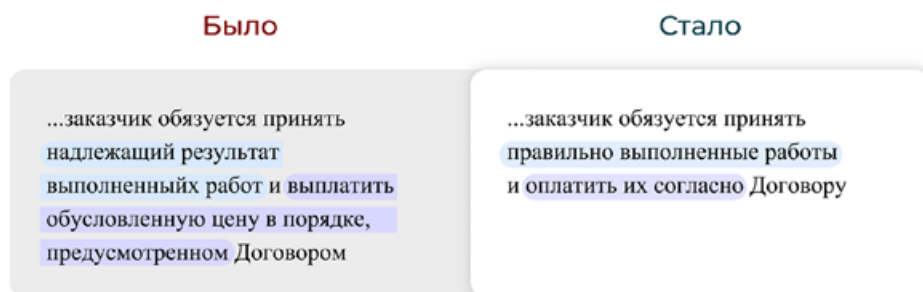 Было
...заказчик обязуется принять
надлежащий результат
выполненныйх работ и выплатить
обусловленную цену в порядке,
предусмотренном Договором
Стало
...заказчик обязуется принять
правильно выполненные работы
и оплатить их согласно Договору